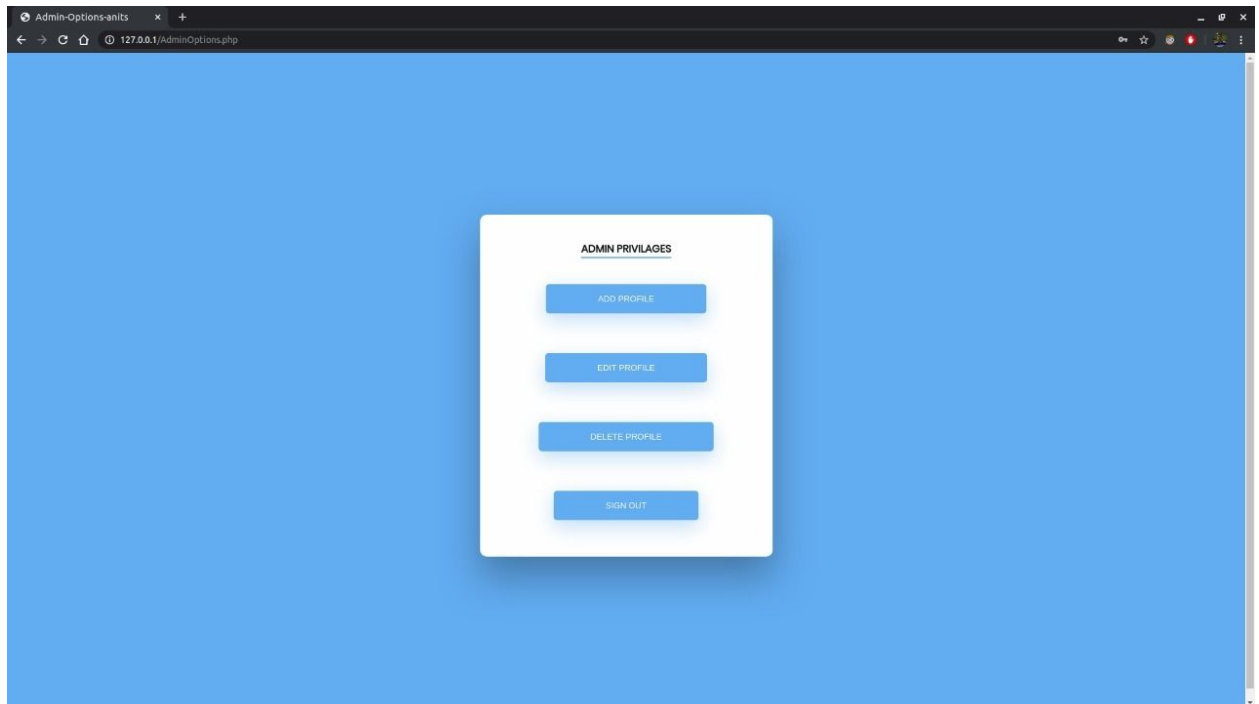 Admin-Options-anits
127.0.0.1/AdminOptions.php
ADMIN PRIVILAGES
ADD PROFILE
EDIT PROFILE
DELETE PROFILE
SIGN OUT